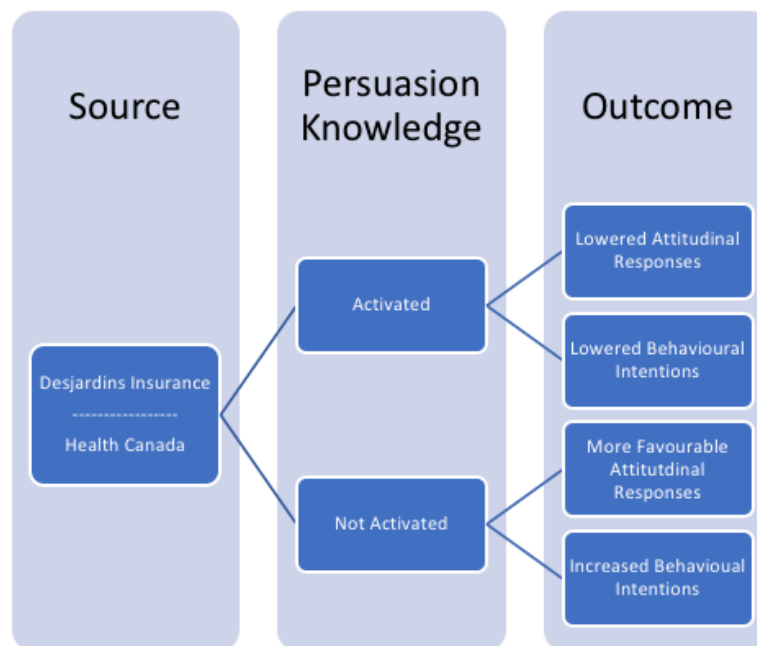 Source
Persuasion
Knowledge
Outcome
Desjardins Insurance
-----------------
Health Canada
Activated
Not Activated
Lowered Attitudinal
Responses
Lowered Behavioural
Intentions
More Favourable
Attitutdinal
Responses
Increased Behavioual
Intentions